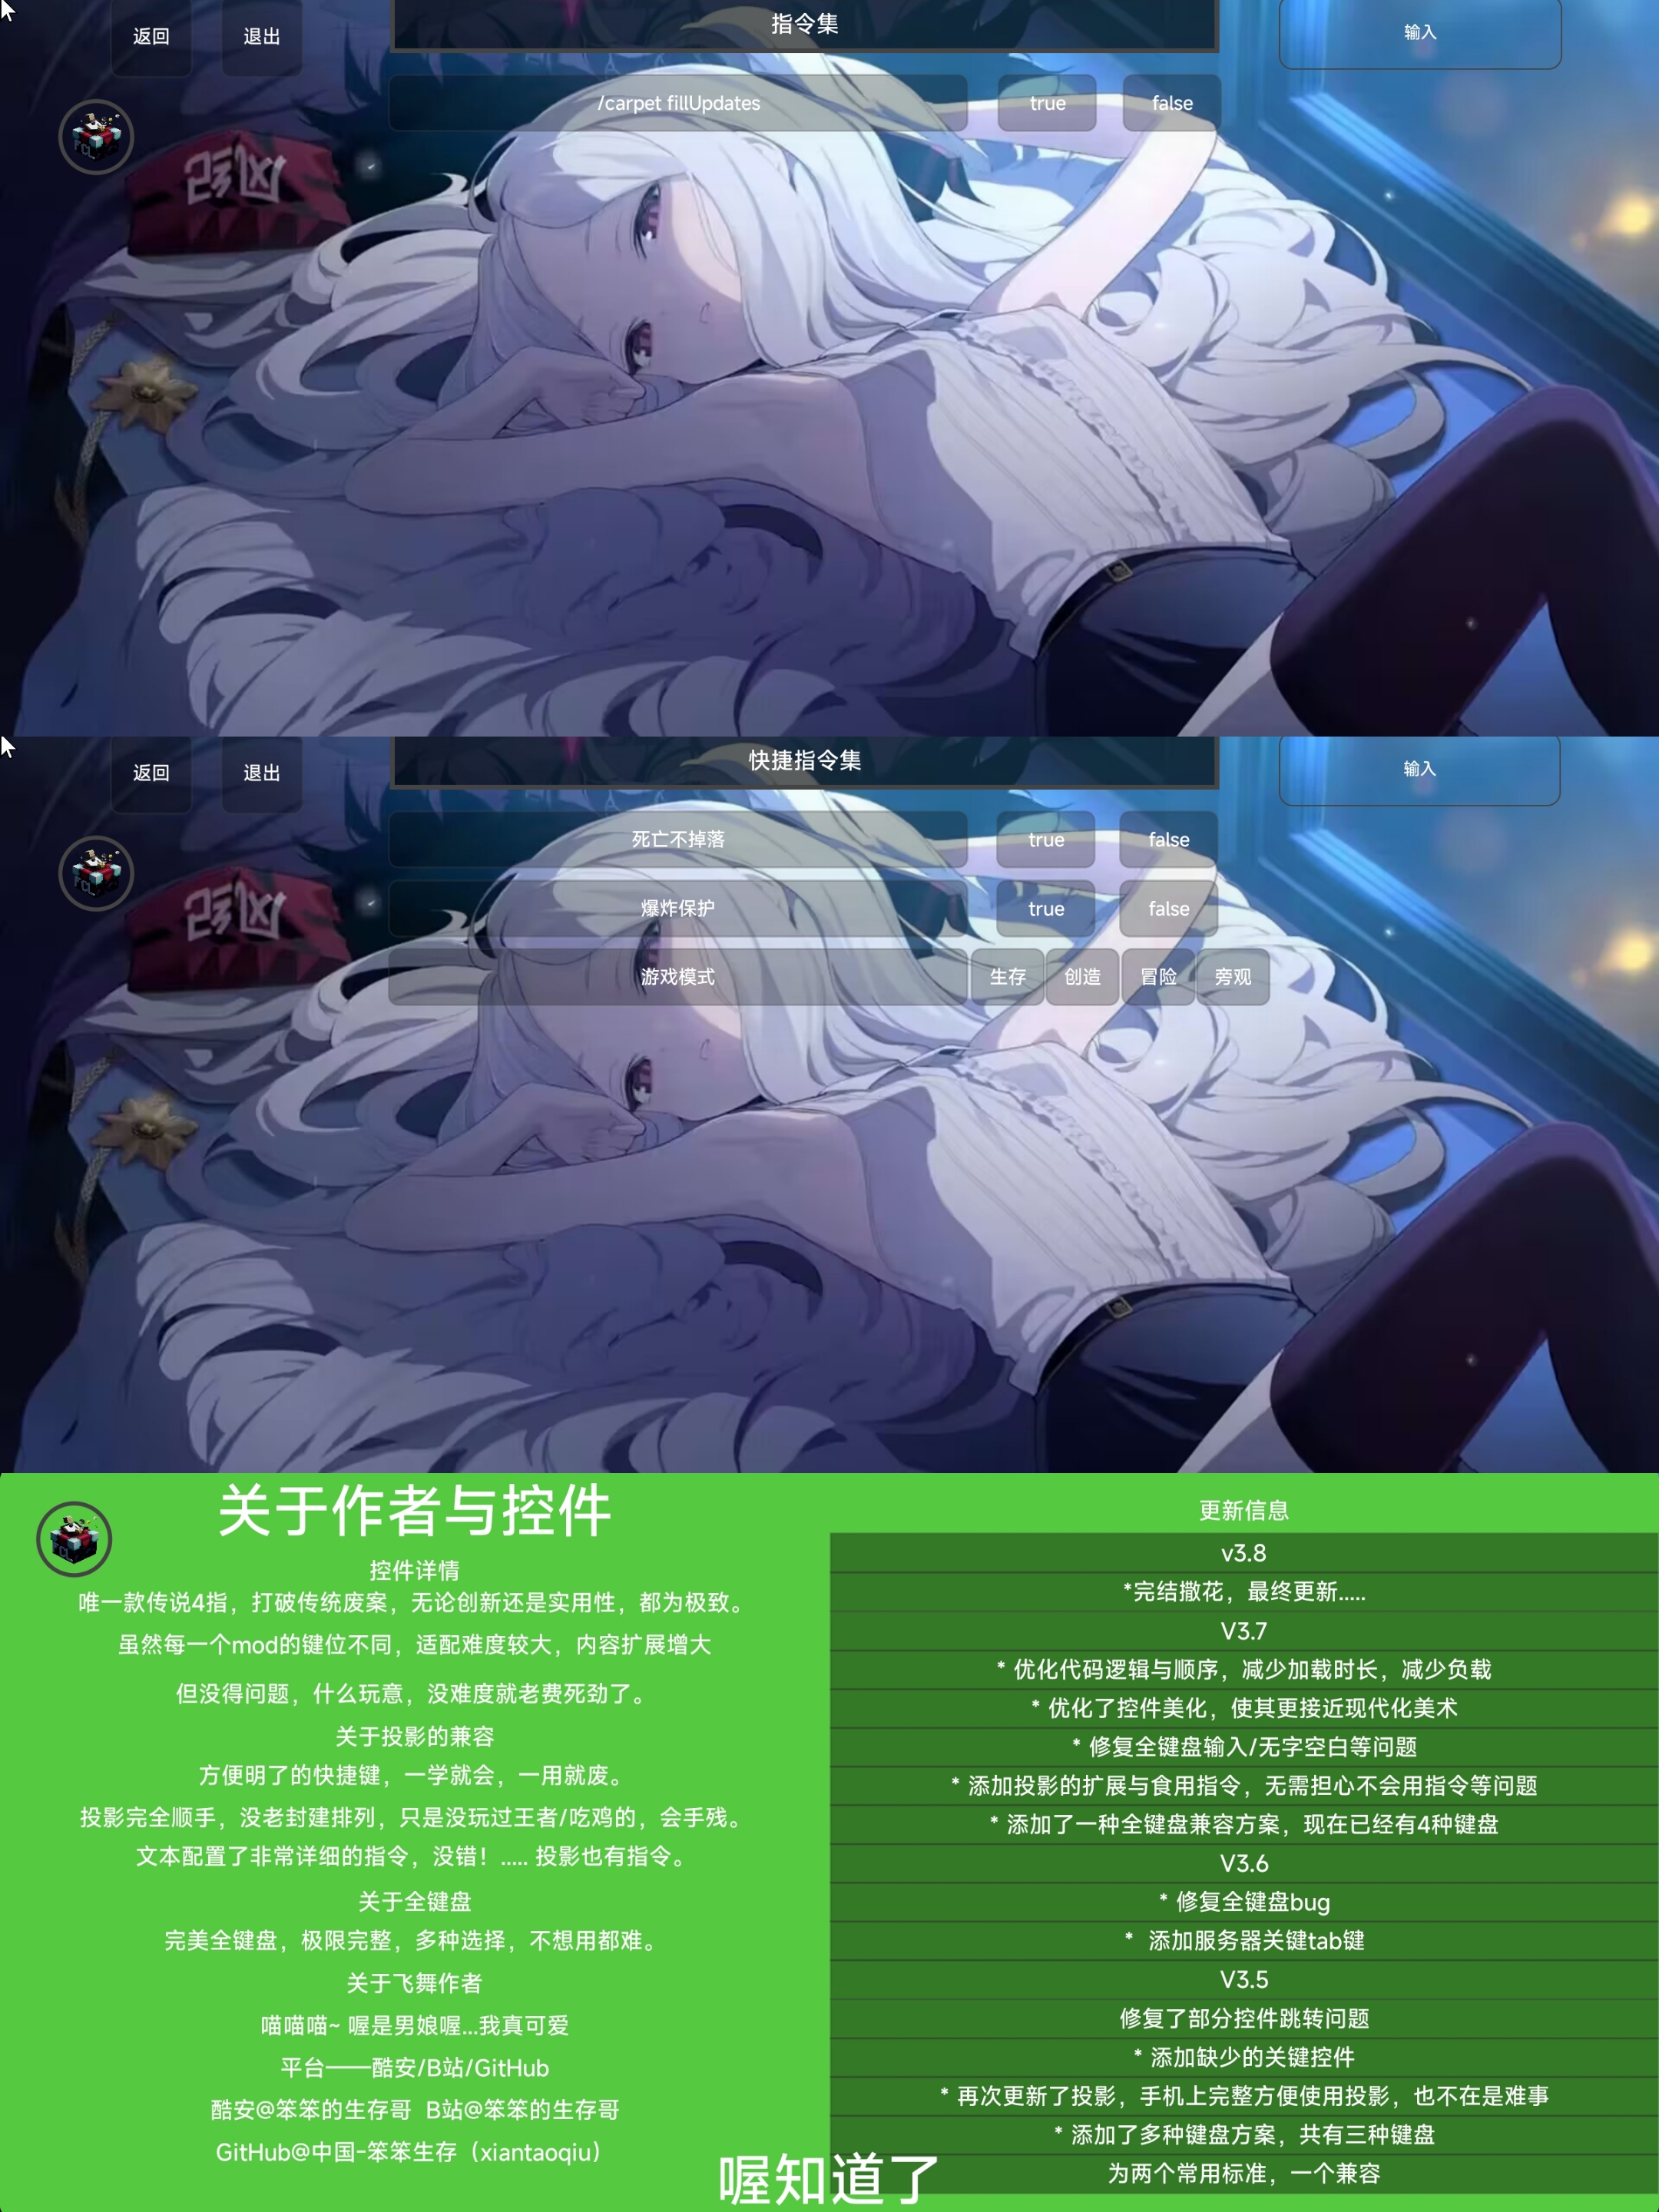 返回
退出
指令集
输入
/carpet fillUpdates
true
false
返回
退出
快捷指令集
输入
死亡不掉落
true
false
爆炸保护
true
false
游戏模式
生存
创造
冒险
旁观
关于作者与控件
控件详情
唯一款传说4指，打破传统废案，无论创新还是实用性，都为极致。
虽然每一个mod的键位不同，适配难度较大，内容扩展增大
但没得问题，什么玩意，没难度就老费死劲了。
关于投影的兼容
方便明了的快捷键，一学就会，一用就废。
投影完全顺手，没老封建排列，只是没玩过王者/吃鸡的，会手残。
文本配置了非常详细的指令，没错！..... 投影也有指令。
关于全键盘
完美全键盘，极限完整，多种选择，不想用都难。
关于飞舞作者
喵喵喵~ 喔是男娘喔...我真可爱
平台——酷安/B站/GitHub
酷安@笨笨的生存哥 B站@笨笨的生存哥
GitHub@中国-笨笨生存（xiantaoqiu）
更新信息
v3.8
*完结撒花，最终更新.....
V3.7
* 优化代码逻辑与顺序，减少加载时长，减少负载
* 优化了控件美化，使其更接近现代化美术
* 修复全键盘输入/无字空白等问题
* 添加投影的扩展与食用指令，无需担心不会用指令等问题
* 添加了一种全键盘兼容方案，现在已经有4种键盘
V3.6
* 修复全键盘bug
* 添加服务器关键tab键
V3.5
修复了部分控件跳转问题
* 添加缺少的关键控件
* 再次更新了投影，手机上完整方便使用投影，也不在是难事
* 添加了多种键盘方案，共有三种键盘
为两个常用标准，一个兼容
喔知道了